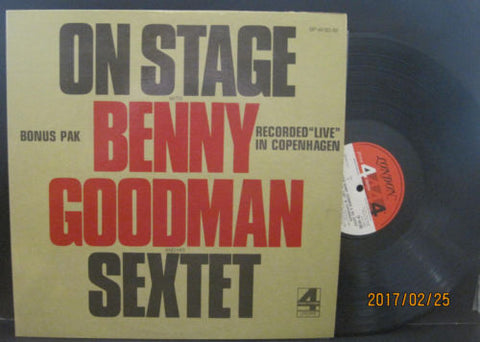 ON STAGE
WITH
BONUS PAK
BENNY
RECORDED "LIVE"
IN COPENHAGEN
GOODMAN
AND HIS
SEXTET
4
LONDON
4
2017/02/25